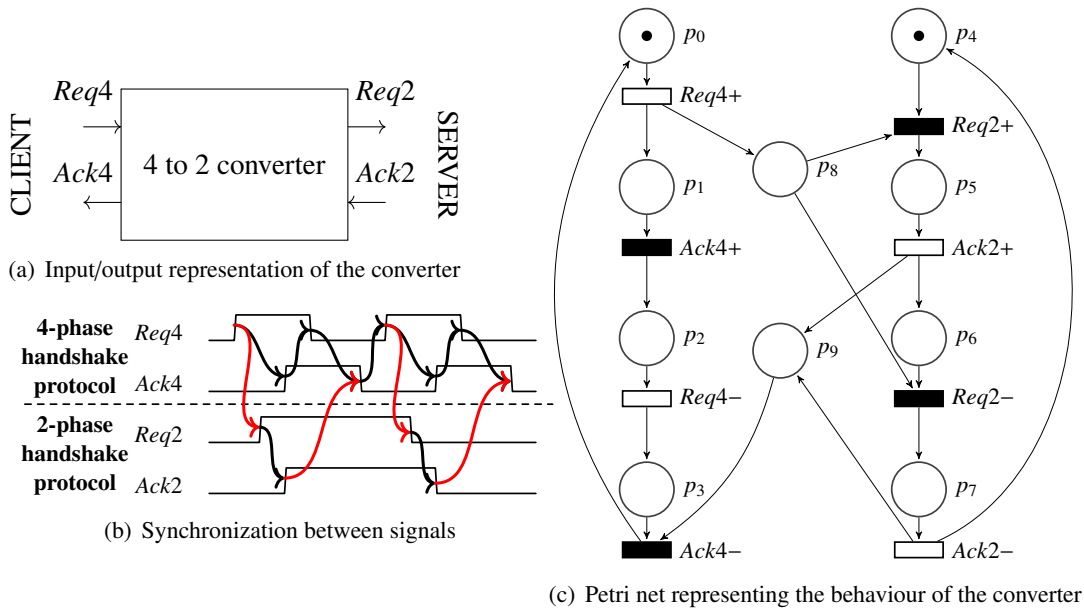 CLIENT
Req4
Ack4
4 to 2 converter
Req2
Ack2
SERVER
(a) Input/output representation of the converter
4-phase
handshake
protocol
Req4
Ack4
2-phase
handshake
protocol
Req2
Ack2
(b) Synchronization between signals
p0
p4
Req4+
Req2+
p8
p1
p5
Ack4+
Ack2+
p2
p9
p6
Req4−
Req2−
p3
p7
Ack4−
Ack2−
(c) Petri net representing the behaviour of the converter